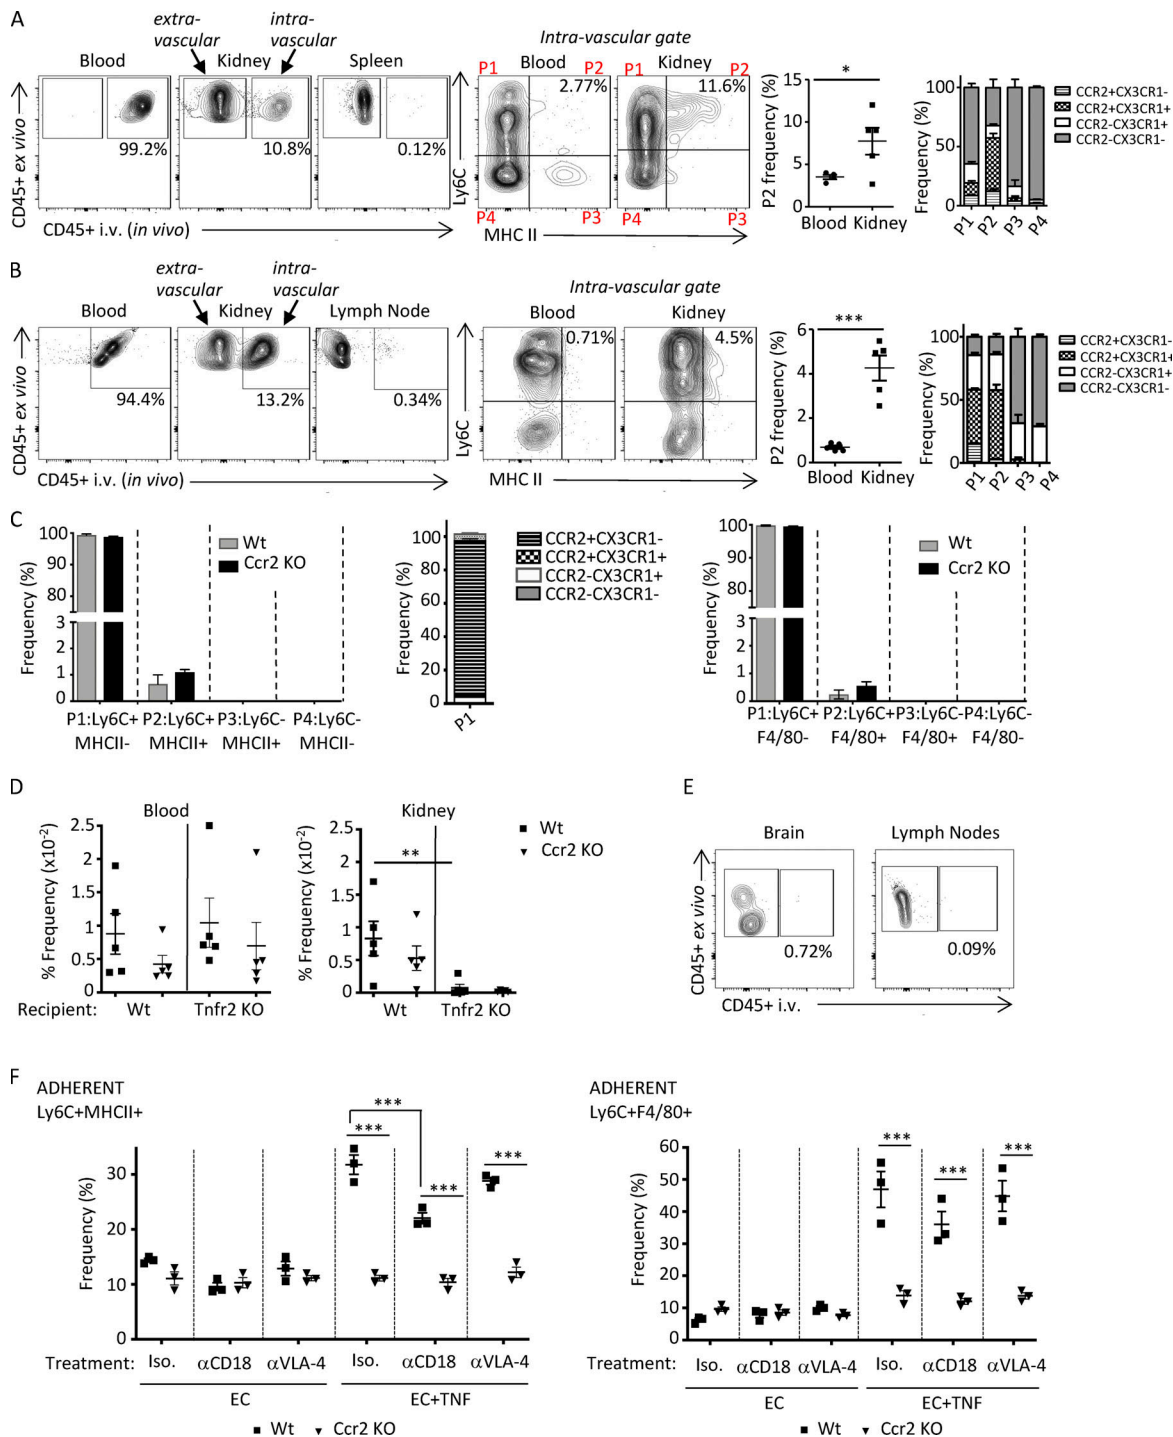 A
extra-
vascular
intra-
vascular
Intra-vascular gate
Blood
Kidney
Spleen
P1
Blood
P2
P1
Kidney
P2
2.77%
11.6%
99.2%
10.8%
0.12%
P4
P3
P4
P3
CD45+ ex vivo
CD45+ i.v. (in vivo)
Ly6C
MHC II
P2 frequency (%)
15
10
5
0
*
Blood Kidney
Frequency (%)
100
50
0
P1
P2
P3
P4
CCR2+CX3CR1-
CCR2+CX3CR1+
CCR2-CX3CR1+
CCR2-CX3CR1-
B
extra-
vascular
intra-
vascular
Intra-vascular gate
Blood
Kidney
Lymph Node
Blood
Kidney
0.71%
4.5%
94.4%
13.2%
0.34%
CD45+ ex vivo
CD45+ i.v. (in vivo)
Ly6C
MHC II
P2 frequency (%)
6
4
2
0
***
Blood Kidney
Frequency (%)
100
50
0
P1
P2
P3
P4
CCR2+CX3CR1-
CCR2+CX3CR1+
CCR2-CX3CR1+
CCR2-CX3CR1-
C
Frequency (%)
100
90
80
3
2
1
0
Wt
Ccr2 KO
P1:Ly6C+
MHCII-
P2:Ly6C+
MHCII+
P3:Ly6C-
MHCII+
P4:Ly6C-
MHCII-
Frequency (%)
100
80
60
40
20
0
P1
CCR2+CX3CR1-
CCR2+CX3CR1+
CCR2-CX3CR1+
CCR2-CX3CR1-
Frequency (%)
100
90
80
3
2
1
0
Wt
Ccr2 KO
P1:Ly6C+
F4/80-
P2:Ly6C+
F4/80+
P3:Ly6C-
F4/80+
P4:Ly6C-
F4/80-
D
Blood
% Frequency (x10-2)
2.5
2
1.5
1
0.5
0
Recipient: Wt Tnfr2 KO
Kidney
% Frequency (x10-2)
2.5
2
1.5
1
0.5
0
**
Wt Tnfr2 KO
Wt
Ccr2 KO
E
Brain
Lymph Nodes
0.72%
0.09%
CD45+ ex vivo
CD45+ i.v.
F
ADHERENT
Ly6C+MHCII+
Frequency (%)
30
20
10
0
***
***
***
***
Treatment: Iso. αCD18 αVLA-4 Iso. αCD18 αVLA-4
EC EC+TNF
Wt Ccr2 KO
ADHERENT
Ly6C+F4/80+
Frequency (%)
60
50
40
30
20
10
0
***
***
***
Treatment: Iso. αCD18 αVLA-4 Iso. αCD18 αVLA-4
EC EC+TNF
Wt Ccr2 KO